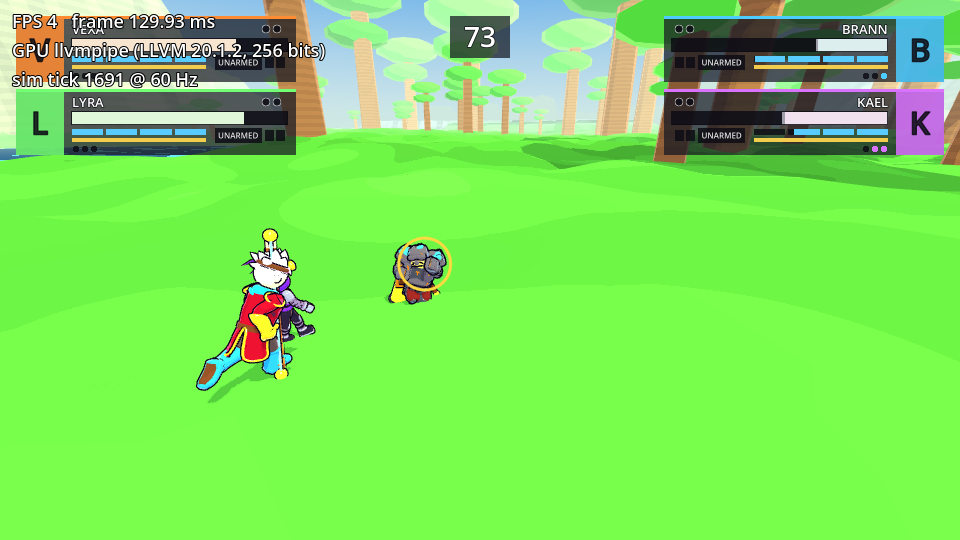 FPS 4 frame 129.93 ms
VEXA
GPU llvmpipe (LLVM 20.1.2, 256 bits)
UNARMED
sim tick 1691 @ 60 Hz
L
LYRA
UNARMED
73
BRANN
UNARMED
B
KAEL
UNARMED
K